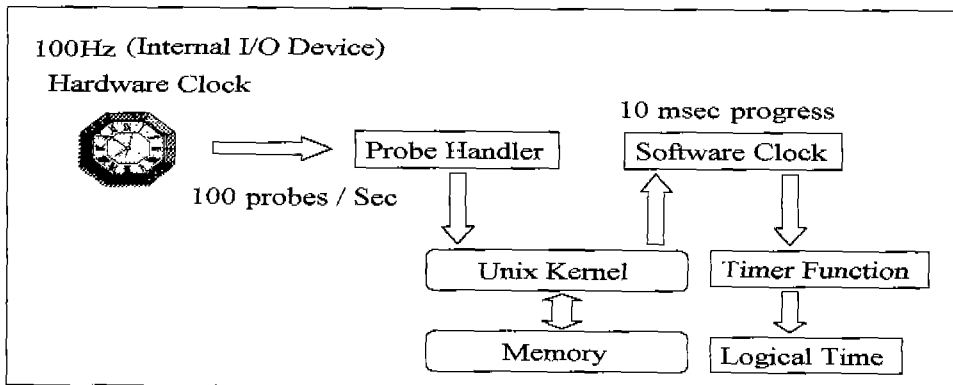 100Hz (Internal I/O Device)
Hardware Clock
10 msec progress
Probe Handler
Software Clock
100 probes / Sec
Unix Kernel
Timer Function
Memory
Logical Time